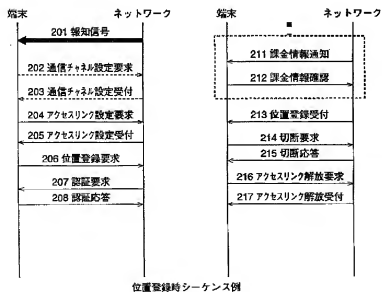 端末
ネットワーク
201 報知信号
202 通信チャネル設定要求
203 通信チャネル設定受付
204 アクセスリンク設定要求
205 アクセスリンク設定受付
206 位置登録要求
207 認証要求
208 認証応答
端末
ネットワーク
211 課金情報通知
212 課金情報確認
213 位置登録受付
214 切断要求
215 切断応答
216 アクセスリンク解放要求
217 アクセスリンク解放受付
位置登録時シーケンス例